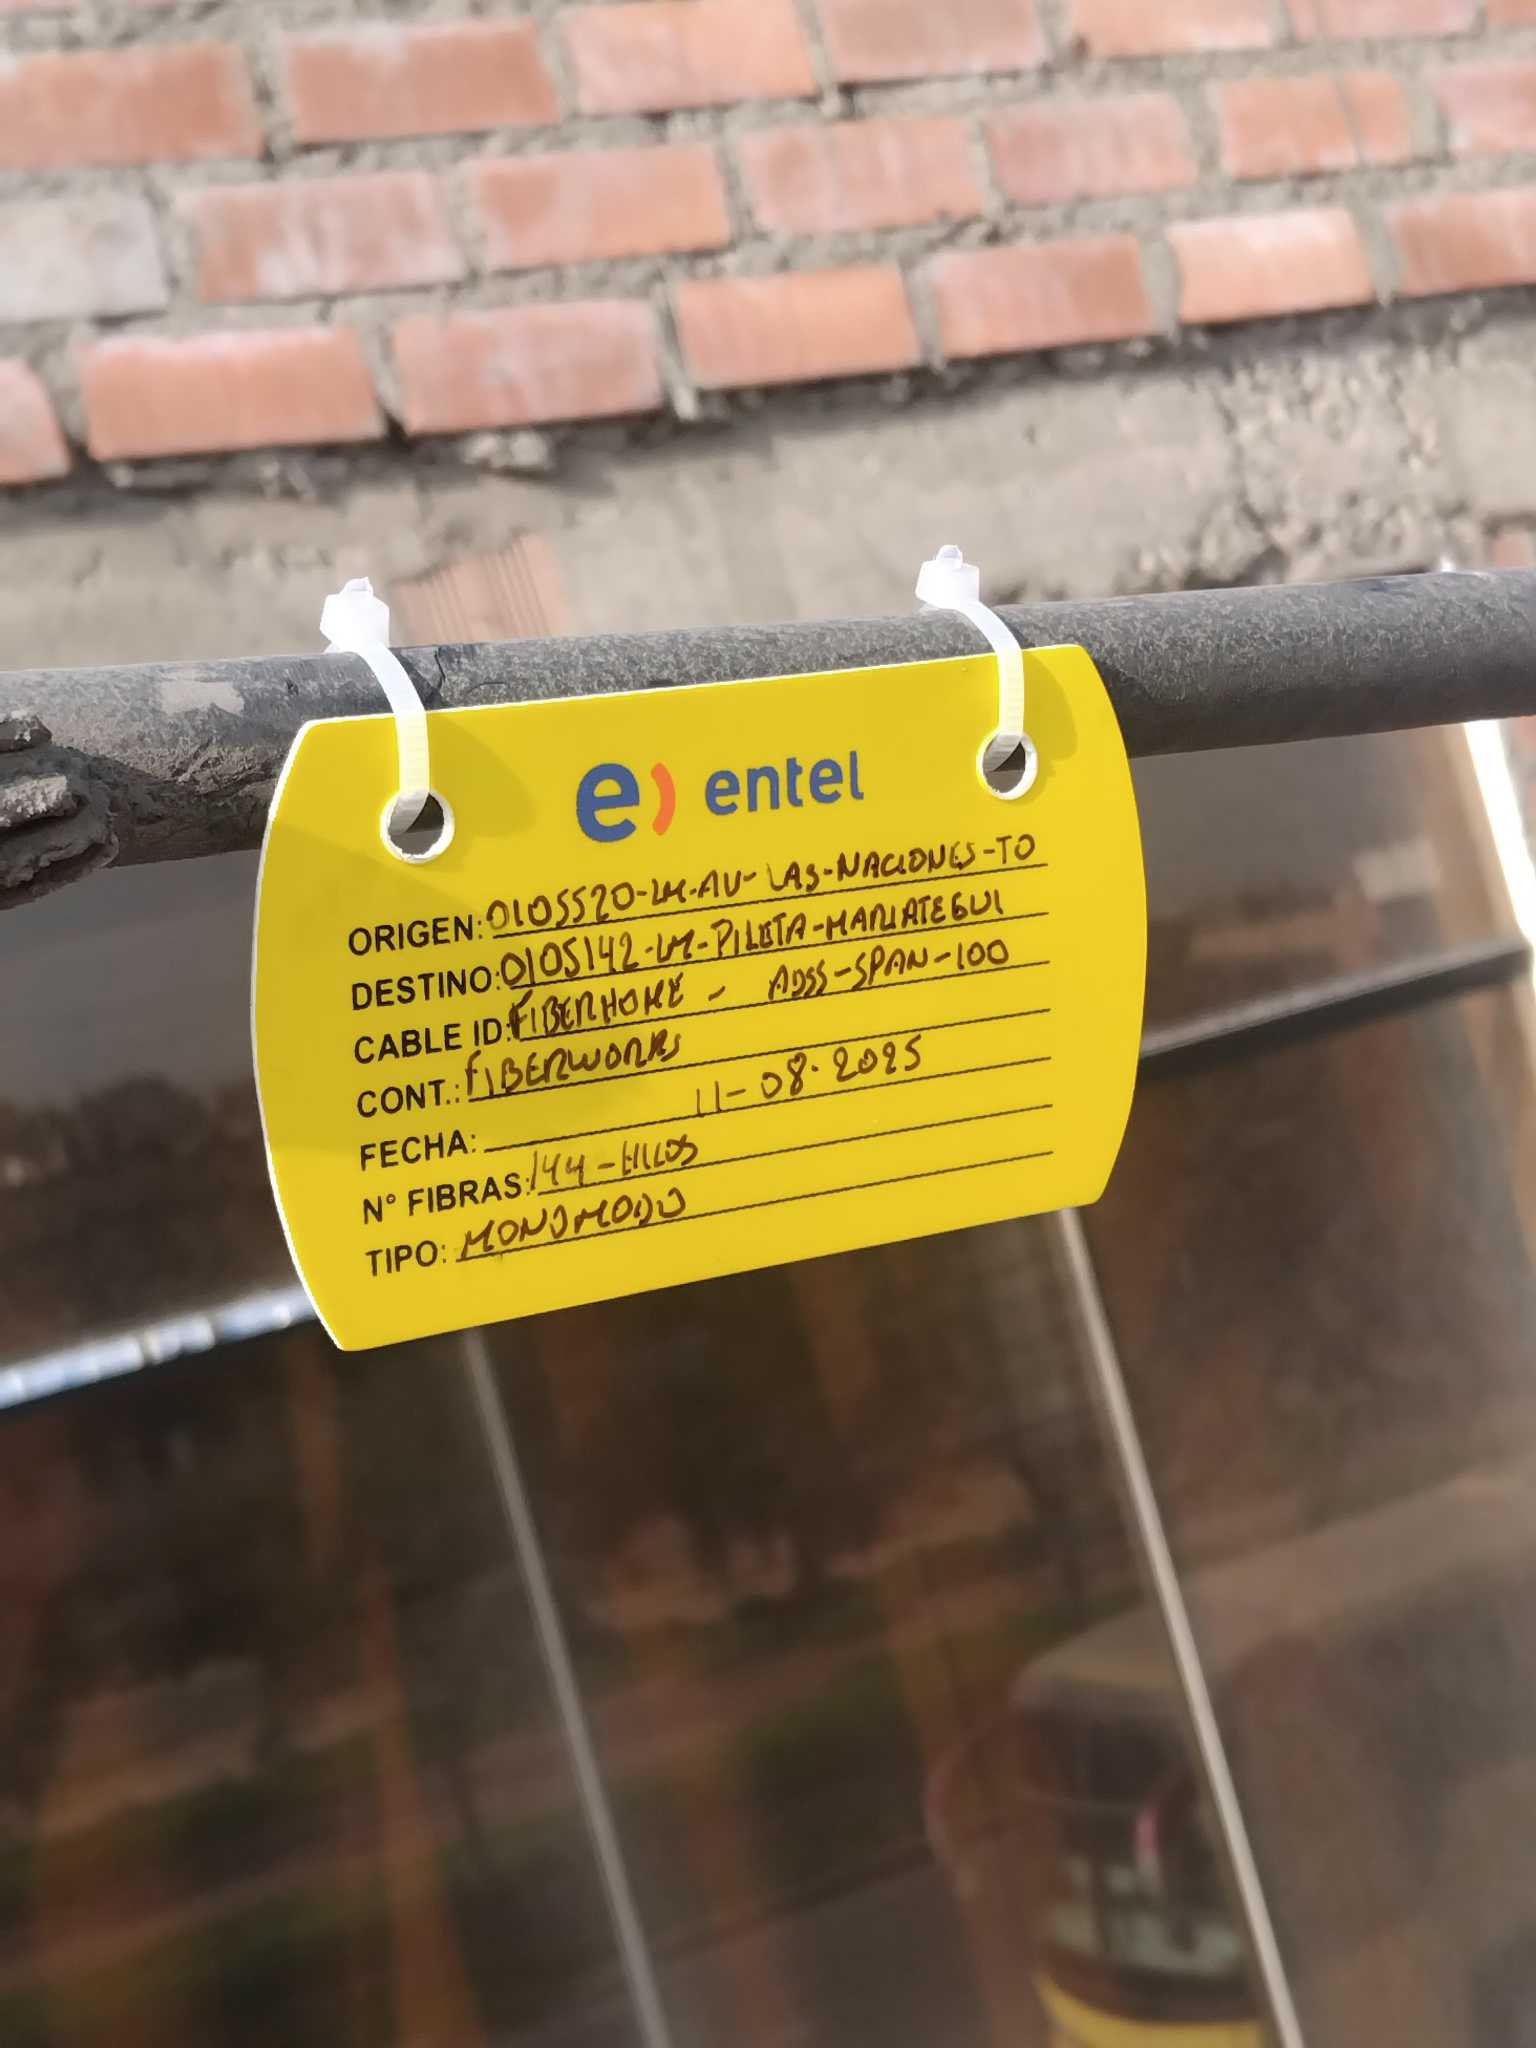 e) entel
ORIGEN: 0105520-LM-AV-LAS-NACIONES-TO
DESTINO: 0105142-LM-PILETA-MARIATEGUI
CABLE ID: FIBERHOME - ADSS-SPAN-100
CONT.: FIBERWORKS
FECHA: 11-08-2025
N° FIBRAS: 144-HILOS
TIPO: MONOMODO